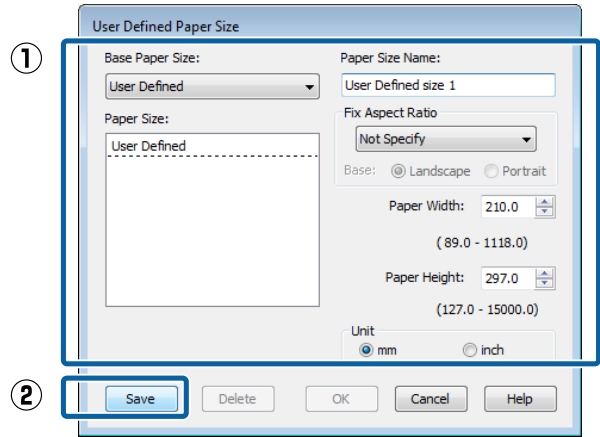 User Defined Paper Size
①
Base Paper Size:
User Defined
Paper Size:
User Defined
Paper Size Name:
User Defined size 1
Fix Aspect Ratio
Not Specify
Base: Landscape Portrait
Paper Width: 210.0
( 89.0 - 1118.0)
Paper Height: 297.0
(127.0 - 15000.0)
Unit
mm inch
②
Save Delete OK Cancel Help